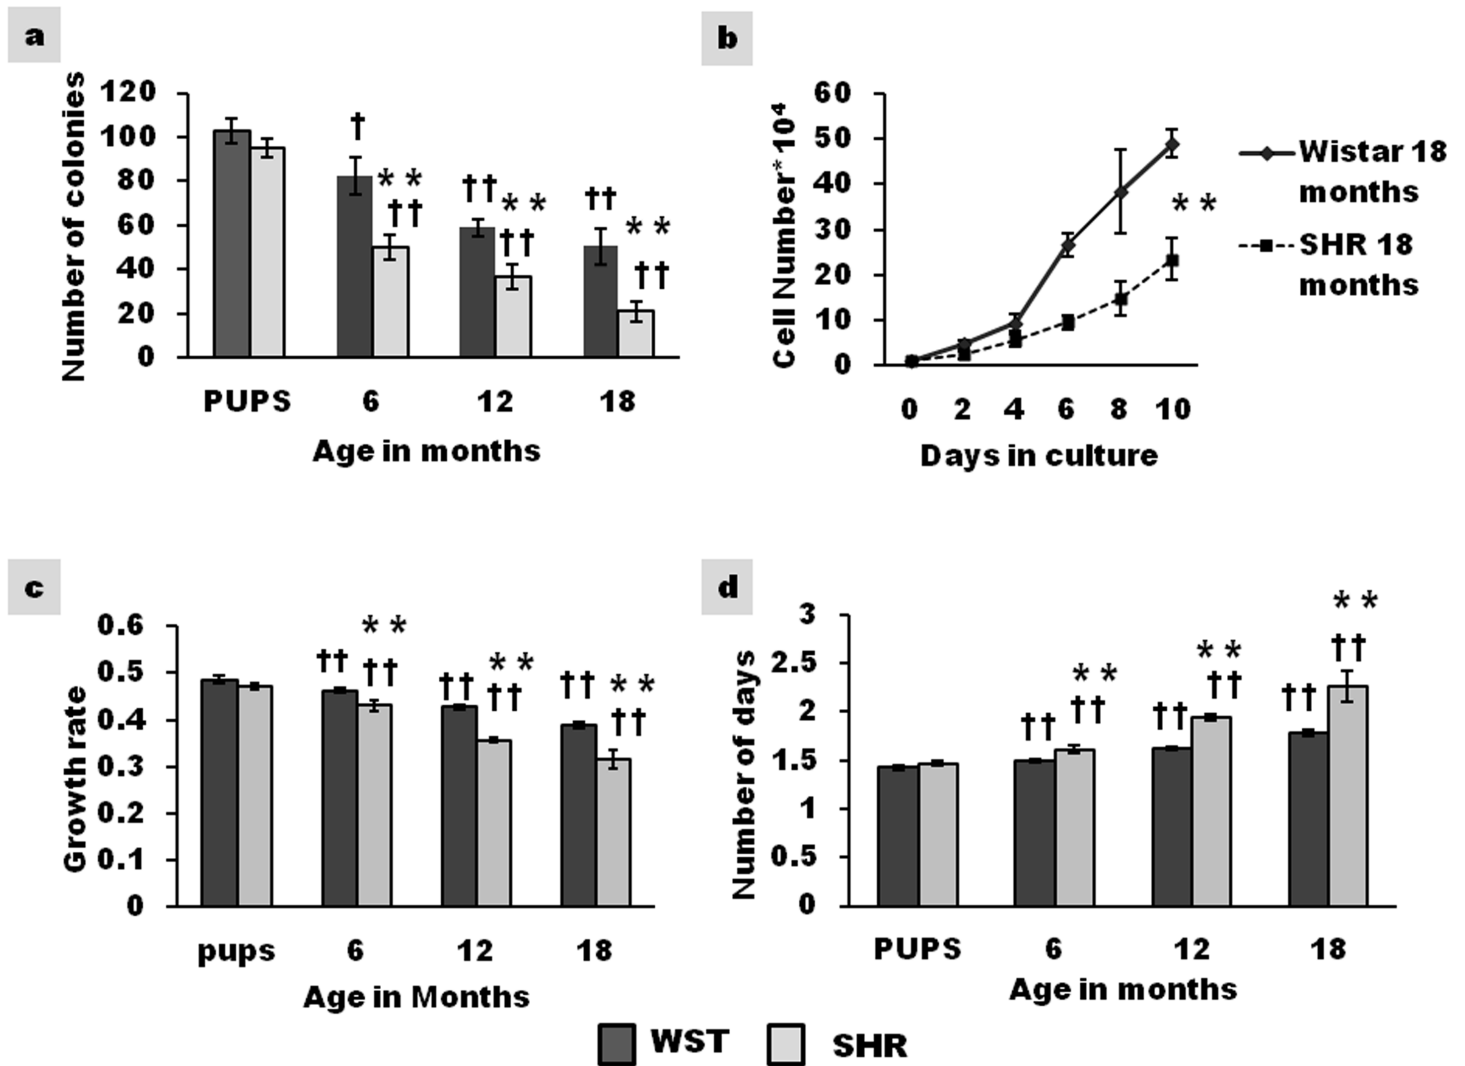 a
Number of colonies
120
100
80
60
40
20
0
†
* *
††
††
* *
††
††
* *
††
PUPS 6 12 18
Age in months
b
Cell Number*10⁴
60
50
40
30
20
10
0
* *
0 2 4 6 8 10
Days in culture
Wistar 18
months
SHR 18
months
c
Growth rate
0.6
0.5
0.4
0.3
0.2
0.1
0
††
* *
††
††
* *
††
††
* *
††
pups 6 12 18
Age in Months
d
Number of days
3
2.5
2
1.5
1
0.5
0
††
* *
††
††
* *
††
††
* *
††
PUPS 6 12 18
Age in months
WST SHR